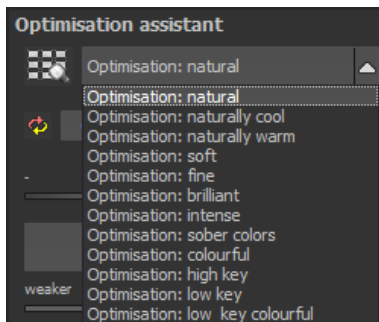 Optimisation assistant
Optimisation: natural
Optimisation: natural
Optimisation: naturally cool
Optimisation: naturally warm
Optimisation: soft
Optimisation: fine
-
Optimisation: brilliant
Optimisation: intense
Optimisation: sober colors
Optimisation: colourful
Optimisation: high key
weaker
Optimisation: low key
Optimisation: low key colourful